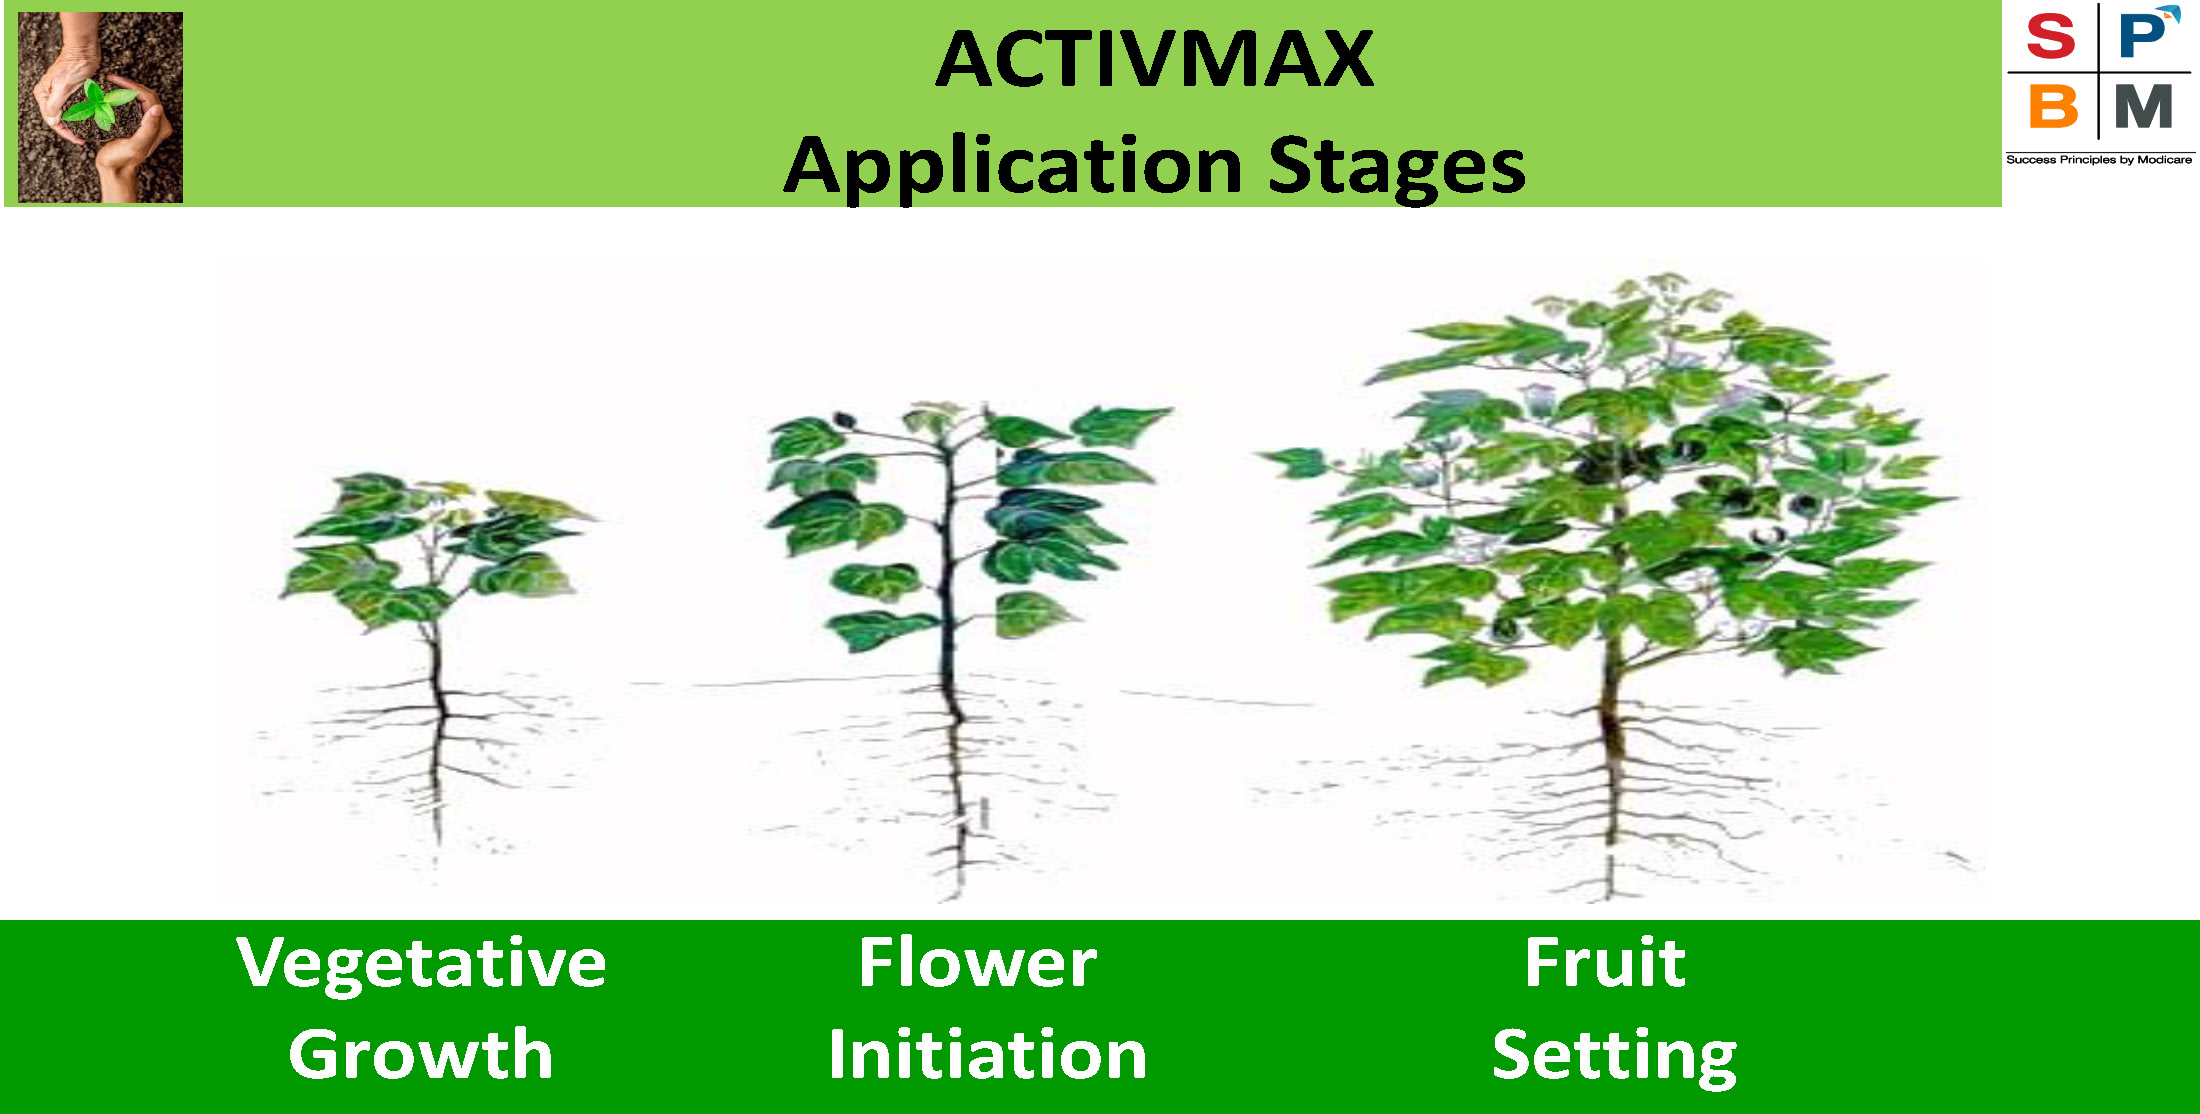 ACTIVMAX
Application Stages
S P
B M
Success Principles by Modicare
Vegetative
Growth
Flower
Initiation
Fruit
Setting